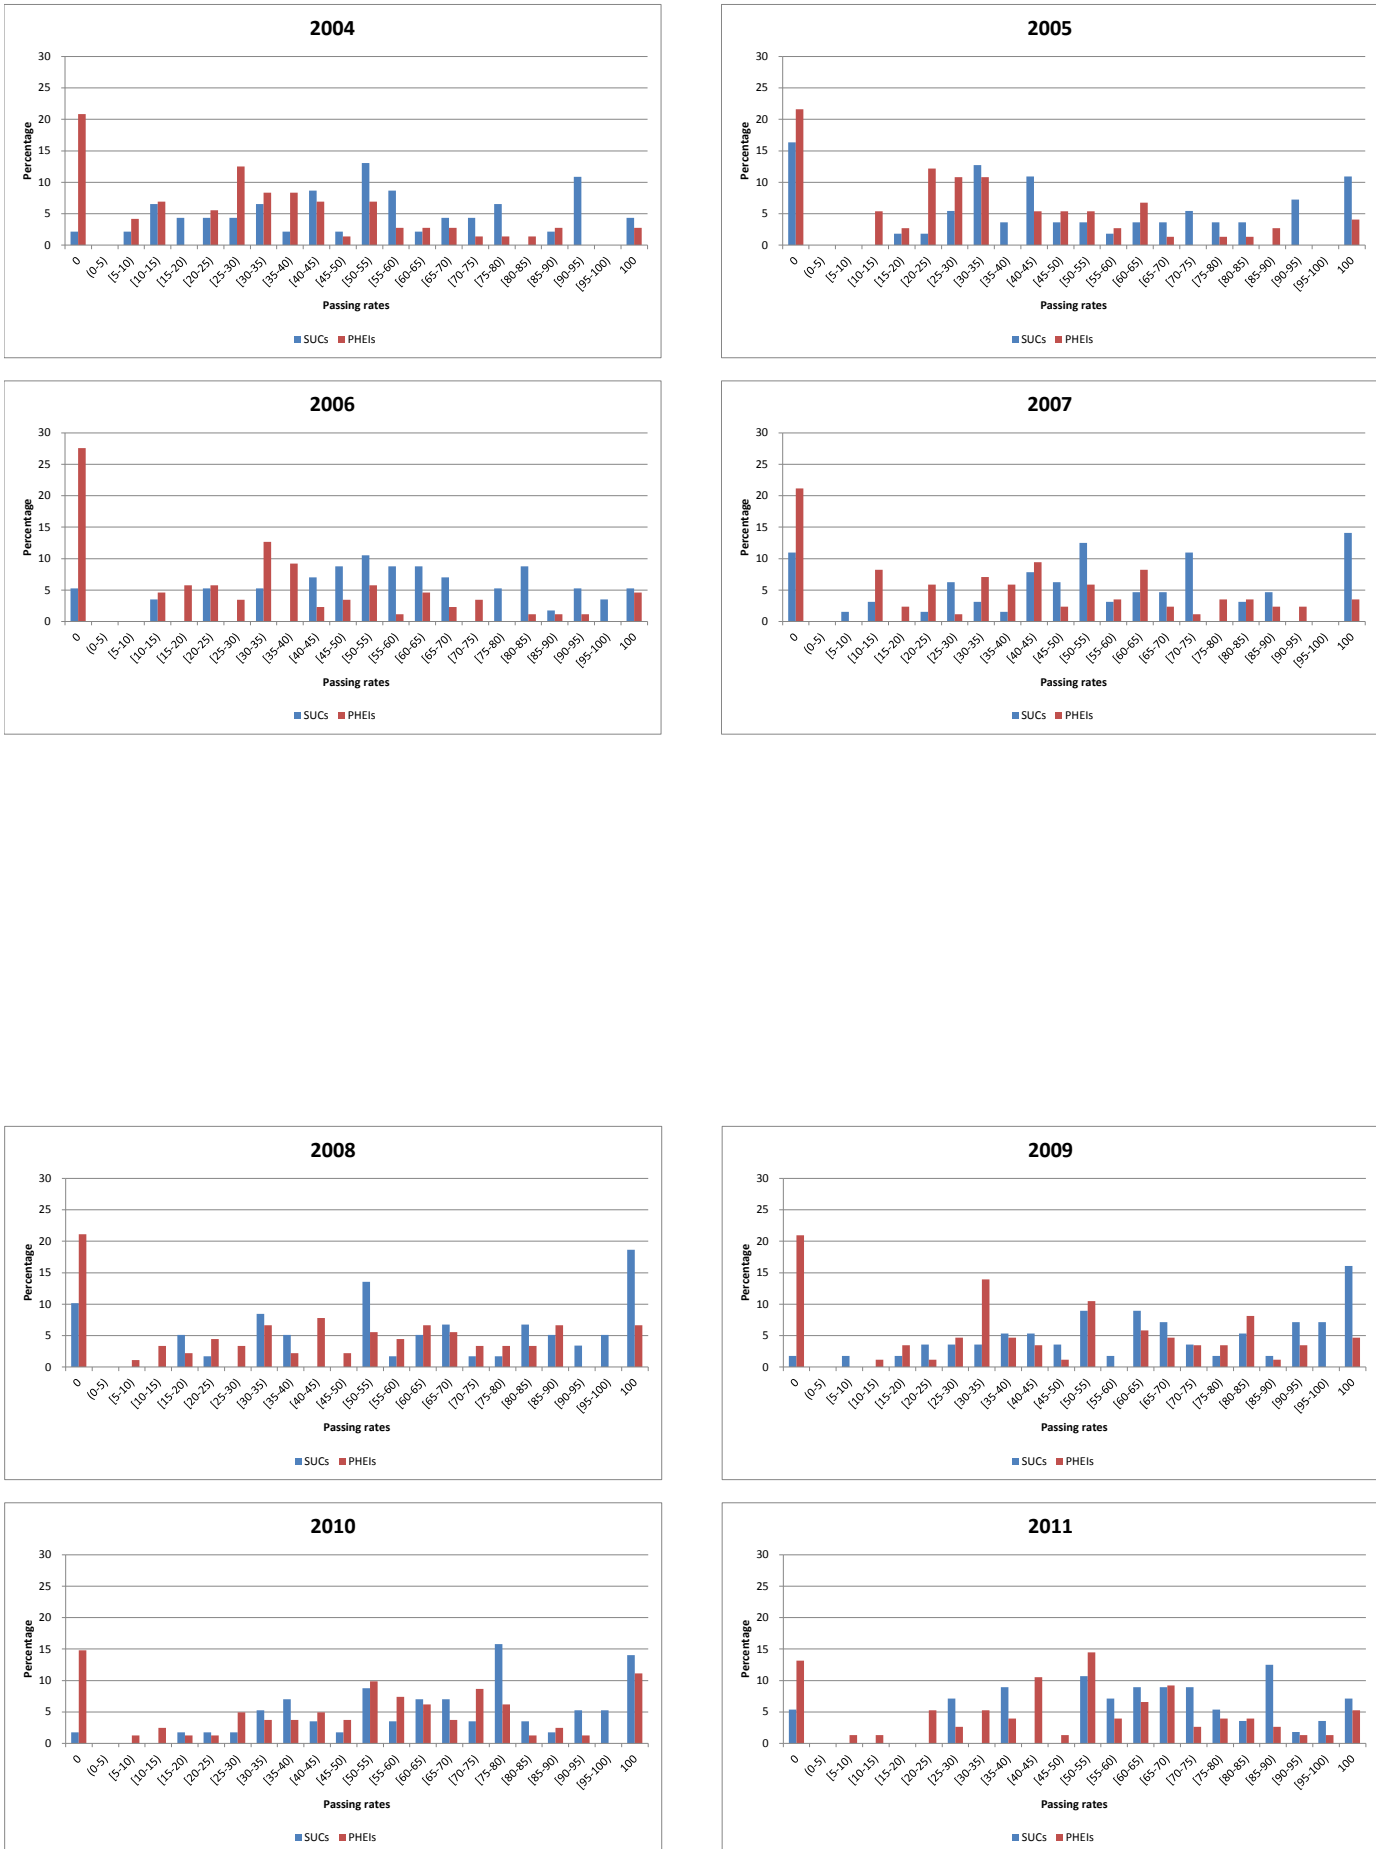 2004
30
25
20
15
10
5
0
Percentage
0 (0-5) [5-10) [10-15) [15-20) [20-25) [25-30) [30-35) [35-40) [40-45) [45-50) [50-55) [55-60) [60-65) [65-70) [70-75) [75-80) [80-85) [85-90) [90-95) [95-100) 100
Passing rates
SUCs PHEIs
2005
30
25
20
15
10
5
0
Percentage
0 (0-5) [5-10) [10-15) [15-20) [20-25) [25-30) [30-35) [35-40) [40-45) [45-50) [50-55) [55-60) [60-65) [65-70) [70-75) [75-80) [80-85) [85-90) [90-95) [95-100) 100
Passing rates
SUCs PHEIs
2006
30
25
20
15
10
5
0
Percentage
0 (0-5) [5-10) [10-15) [15-20) [20-25) [25-30) [30-35) [35-40) [40-45) [45-50) [50-55) [55-60) [60-65) [65-70) [70-75) [75-80) [80-85) [85-90) [90-95) [95-100) 100
Passing rates
SUCs PHEIs
2007
30
25
20
15
10
5
0
Percentage
0 (0-5) [5-10) [10-15) [15-20) [20-25) [25-30) [30-35) [35-40) [40-45) [45-50) [50-55) [55-60) [60-65) [65-70) [70-75) [75-80) [80-85) [85-90) [90-95) [95-100) 100
Passing rates
SUCs PHEIs
2008
30
25
20
15
10
5
0
Percentage
0 (0-5) [5-10) [10-15) [15-20) [20-25) [25-30) [30-35) [35-40) [40-45) [45-50) [50-55) [55-60) [60-65) [65-70) [70-75) [75-80) [80-85) [85-90) [90-95) [95-100) 100
Passing rates
SUCs PHEIs
2009
30
25
20
15
10
5
0
Percentage
0 (0-5) [5-10) [10-15) [15-20) [20-25) [25-30) [30-35) [35-40) [40-45) [45-50) [50-55) [55-60) [60-65) [65-70) [70-75) [75-80) [80-85) [85-90) [90-95) [95-100) 100
Passing rates
SUCs PHEIs
2010
30
25
20
15
10
5
0
Percentage
0 (0-5) [5-10) [10-15) [15-20) [20-25) [25-30) [30-35) [35-40) [40-45) [45-50) [50-55) [55-60) [60-65) [65-70) [70-75) [75-80) [80-85) [85-90) [90-95) [95-100) 100
Passing rates
SUCs PHEIs
2011
30
25
20
15
10
5
0
Percentage
0 (0-5) [5-10) [10-15) [15-20) [20-25) [25-30) [30-35) [35-40) [40-45) [45-50) [50-55) [55-60) [60-65) [65-70) [70-75) [75-80) [80-85) [85-90) [90-95) [95-100) 100
Passing rates
SUCs PHEIs